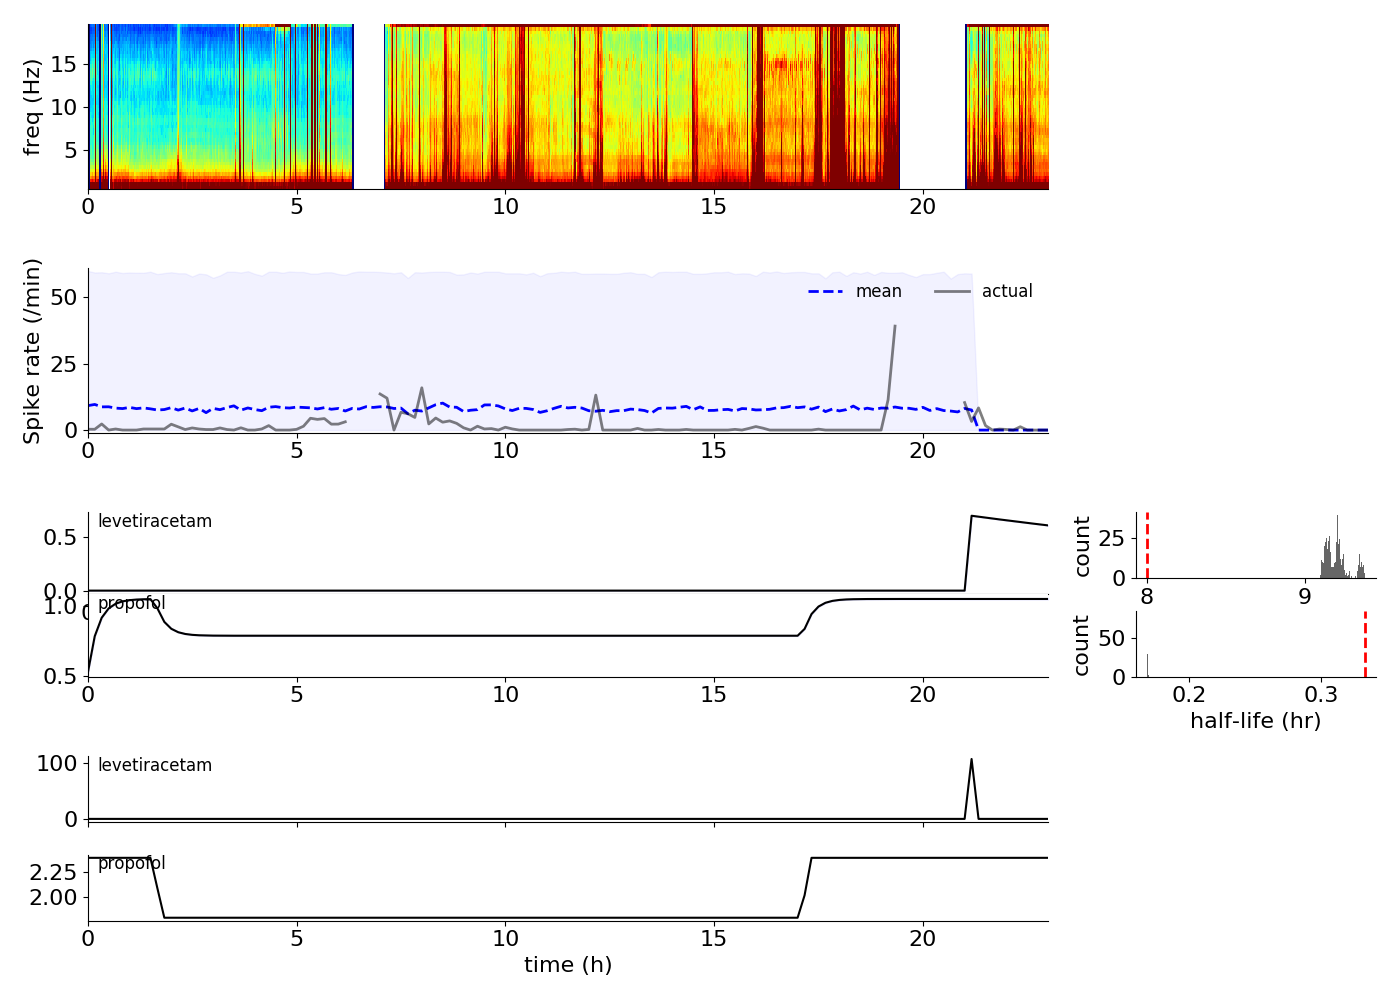 freq (Hz)
15
10
5
0 5 10 15 20
Spike rate (/min)
50
25
0
mean actual
0 5 10 15 20
levetiracetam
0.5
0.0
count
25
0
8 9
propofol
1.0
0.5
0 5 10 15 20
count
50
0
0.2 0.3
half-life (hr)
levetiracetam
100
0
propofol
2.25
2.00
0 5 10 15 20
time (h)